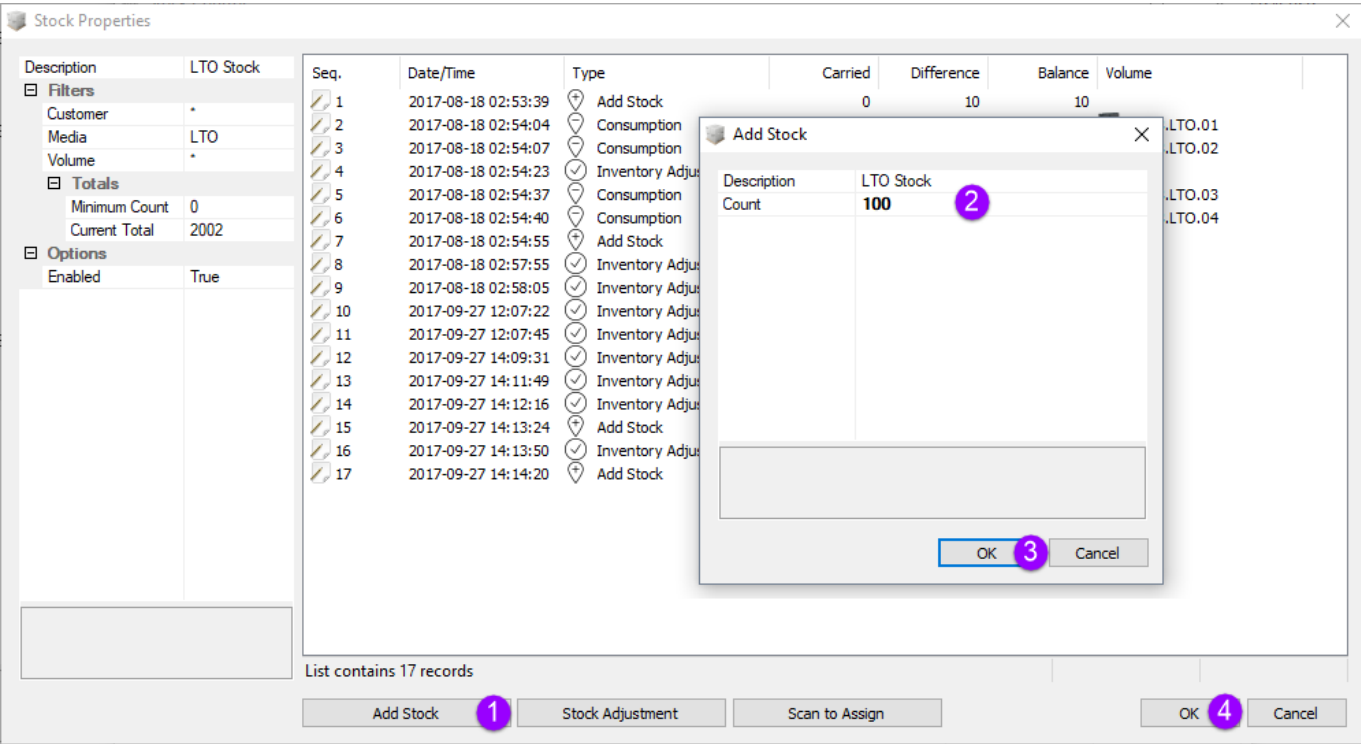 Stock Properties
Description LTO Stock
Filters
Customer *
Media LTO
Volume *
Totals
Minimum Count 0
Current Total 2002
Options
Enabled True
Seq. Date/Time Type Carried Difference Balance Volume
1 2017-08-18 02:53:39 Add Stock 0 10 10
2 2017-08-18 02:54:04 Consumption .LTO.01
3 2017-08-18 02:54:07 Consumption .LTO.02
4 2017-08-18 02:54:23 Inventory Adju
5 2017-08-18 02:54:37 Consumption .LTO.03
6 2017-08-18 02:54:40 Consumption .LTO.04
7 2017-08-18 02:54:55 Add Stock
8 2017-08-18 02:57:55 Inventory Adju
9 2017-08-18 02:58:05 Inventory Adju
10 2017-09-27 12:07:22 Inventory Adju
11 2017-09-27 12:07:45 Inventory Adju
12 2017-09-27 14:09:31 Inventory Adju
13 2017-09-27 14:11:49 Inventory Adju
14 2017-09-27 14:12:16 Inventory Adju
15 2017-09-27 14:13:24 Add Stock
16 2017-09-27 14:13:50 Inventory Adju
17 2017-09-27 14:14:20 Add Stock
Add Stock
Description LTO Stock
Count 100 2
OK 3 Cancel
List contains 17 records
Add Stock 1 Stock Adjustment Scan to Assign OK 4 Cancel